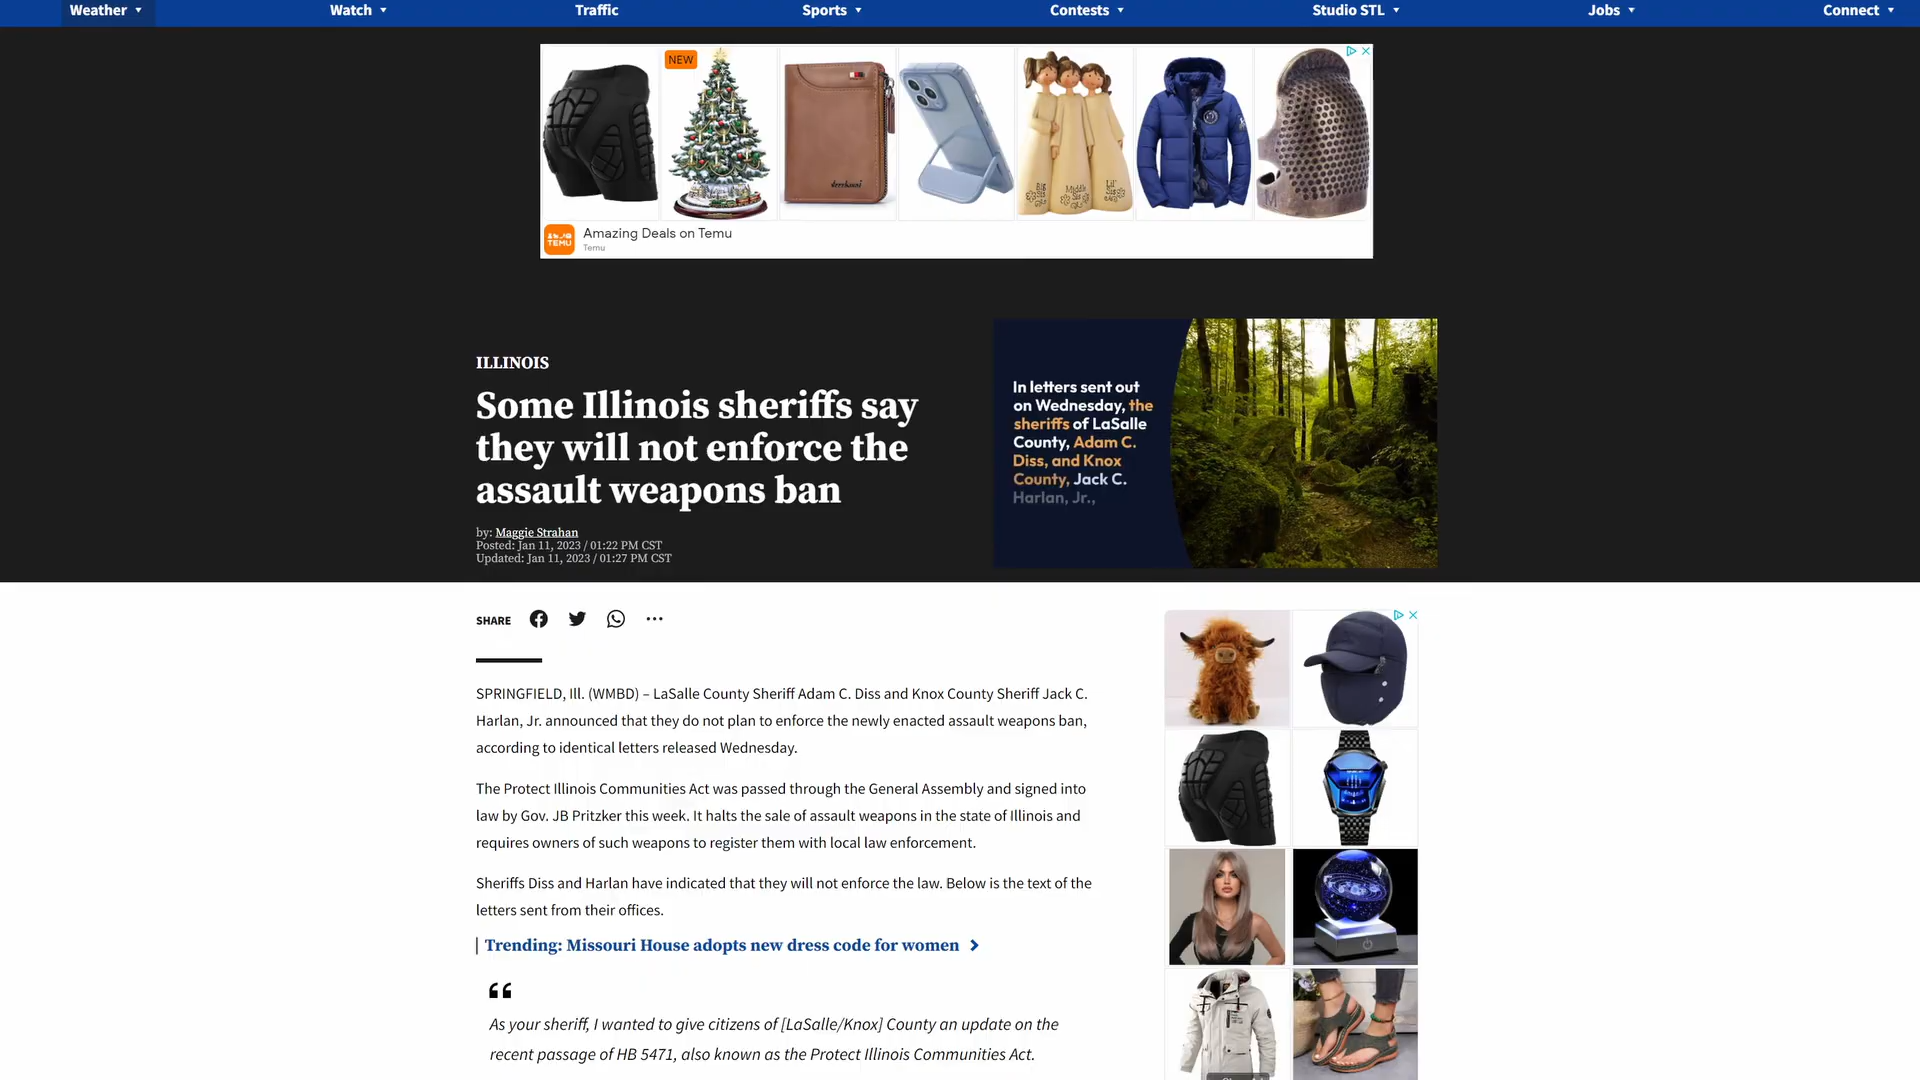 Weather
Watch
Traffic
Sports
Contests
Studio STL
Jobs
Connect
NEW
TEMU
Amazing Deals on Temu
Temu
ILLINOIS
Some Illinois sheriffs say
they will not enforce the
assault weapons ban
by: Maggie Strahan
Posted: Jan 11, 2023 / 01:22 PM CST
Updated: Jan 11, 2023 / 01:27 PM CST
In letters sent out
on Wednesday, the
sheriffs of LaSalle
County, Adam C.
Diss, and Knox
County, Jack C.
Harlan, Jr.,
SHARE
SPRINGFIELD, Ill. (WMBD) – LaSalle County Sheriff Adam C. Diss and Knox County Sheriff Jack C.
Harlan, Jr. announced that they do not plan to enforce the newly enacted assault weapons ban,
according to identical letters released Wednesday.
The Protect Illinois Communities Act was passed through the General Assembly and signed into
law by Gov. JB Pritzker this week. It halts the sale of assault weapons in the state of Illinois and
requires owners of such weapons to register them with local law enforcement.
Sheriffs Diss and Harlan have indicated that they will not enforce the law. Below is the text of the
letters sent from their offices.
Trending: Missouri House adopts new dress code for women
“
As your sheriff, I wanted to give citizens of [LaSalle/Knox] County an update on the
recent passage of HB 5471, also known as the Protect Illinois Communities Act.